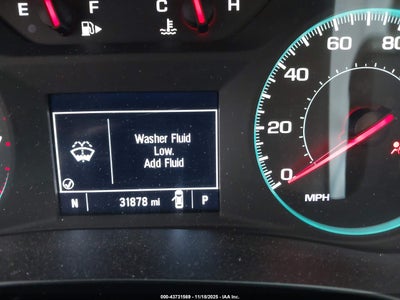 E F C H
Washer Fluid
Low.
Add Fluid
N 31878 mi P
0
20
40
60
80
MPH
000-43731569 - 11/18/2025 - IAA Inc.